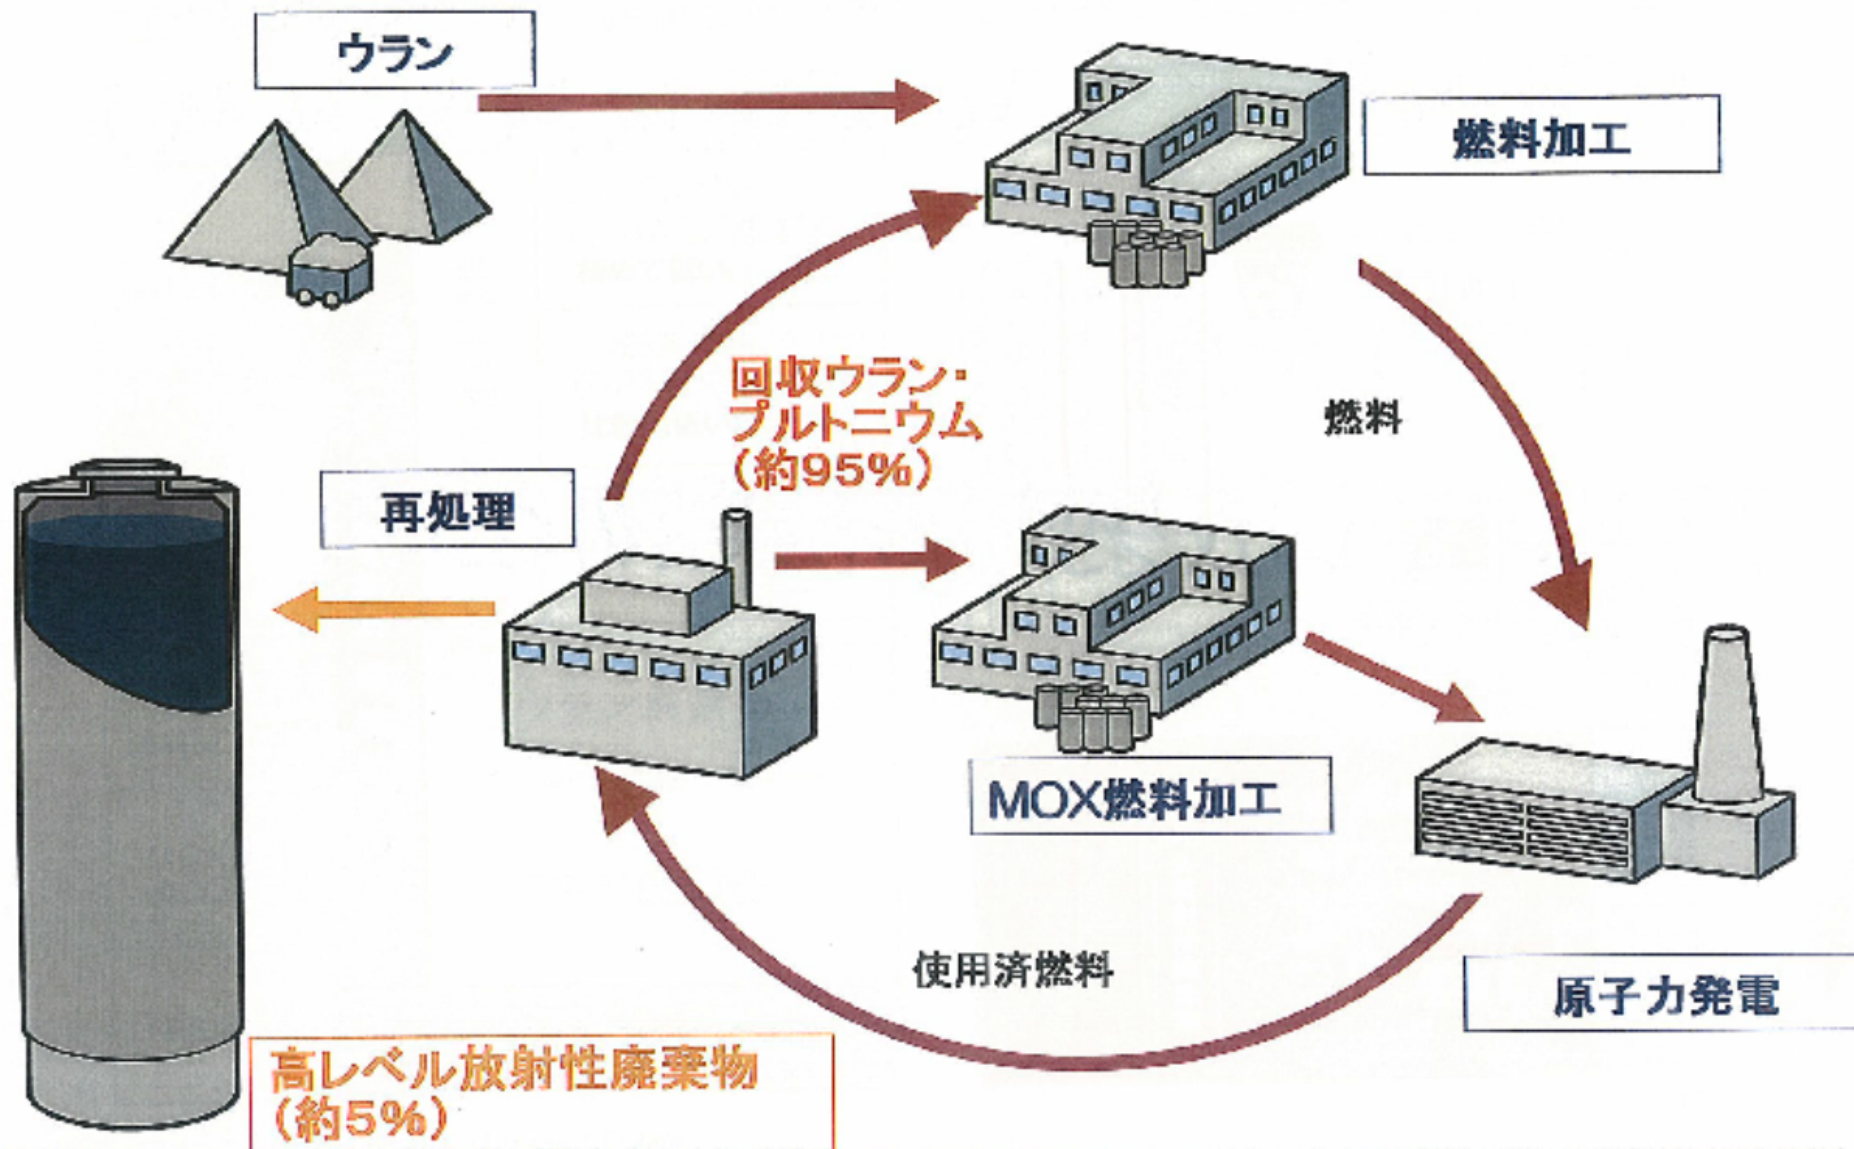 ウラン
燃料加工
回収ウラン・
プルトニウム
（約95%）
燃料
再処理
MOX燃料加工
使用済燃料
原子力発電
高レベル放射性廃棄物
（約5%）